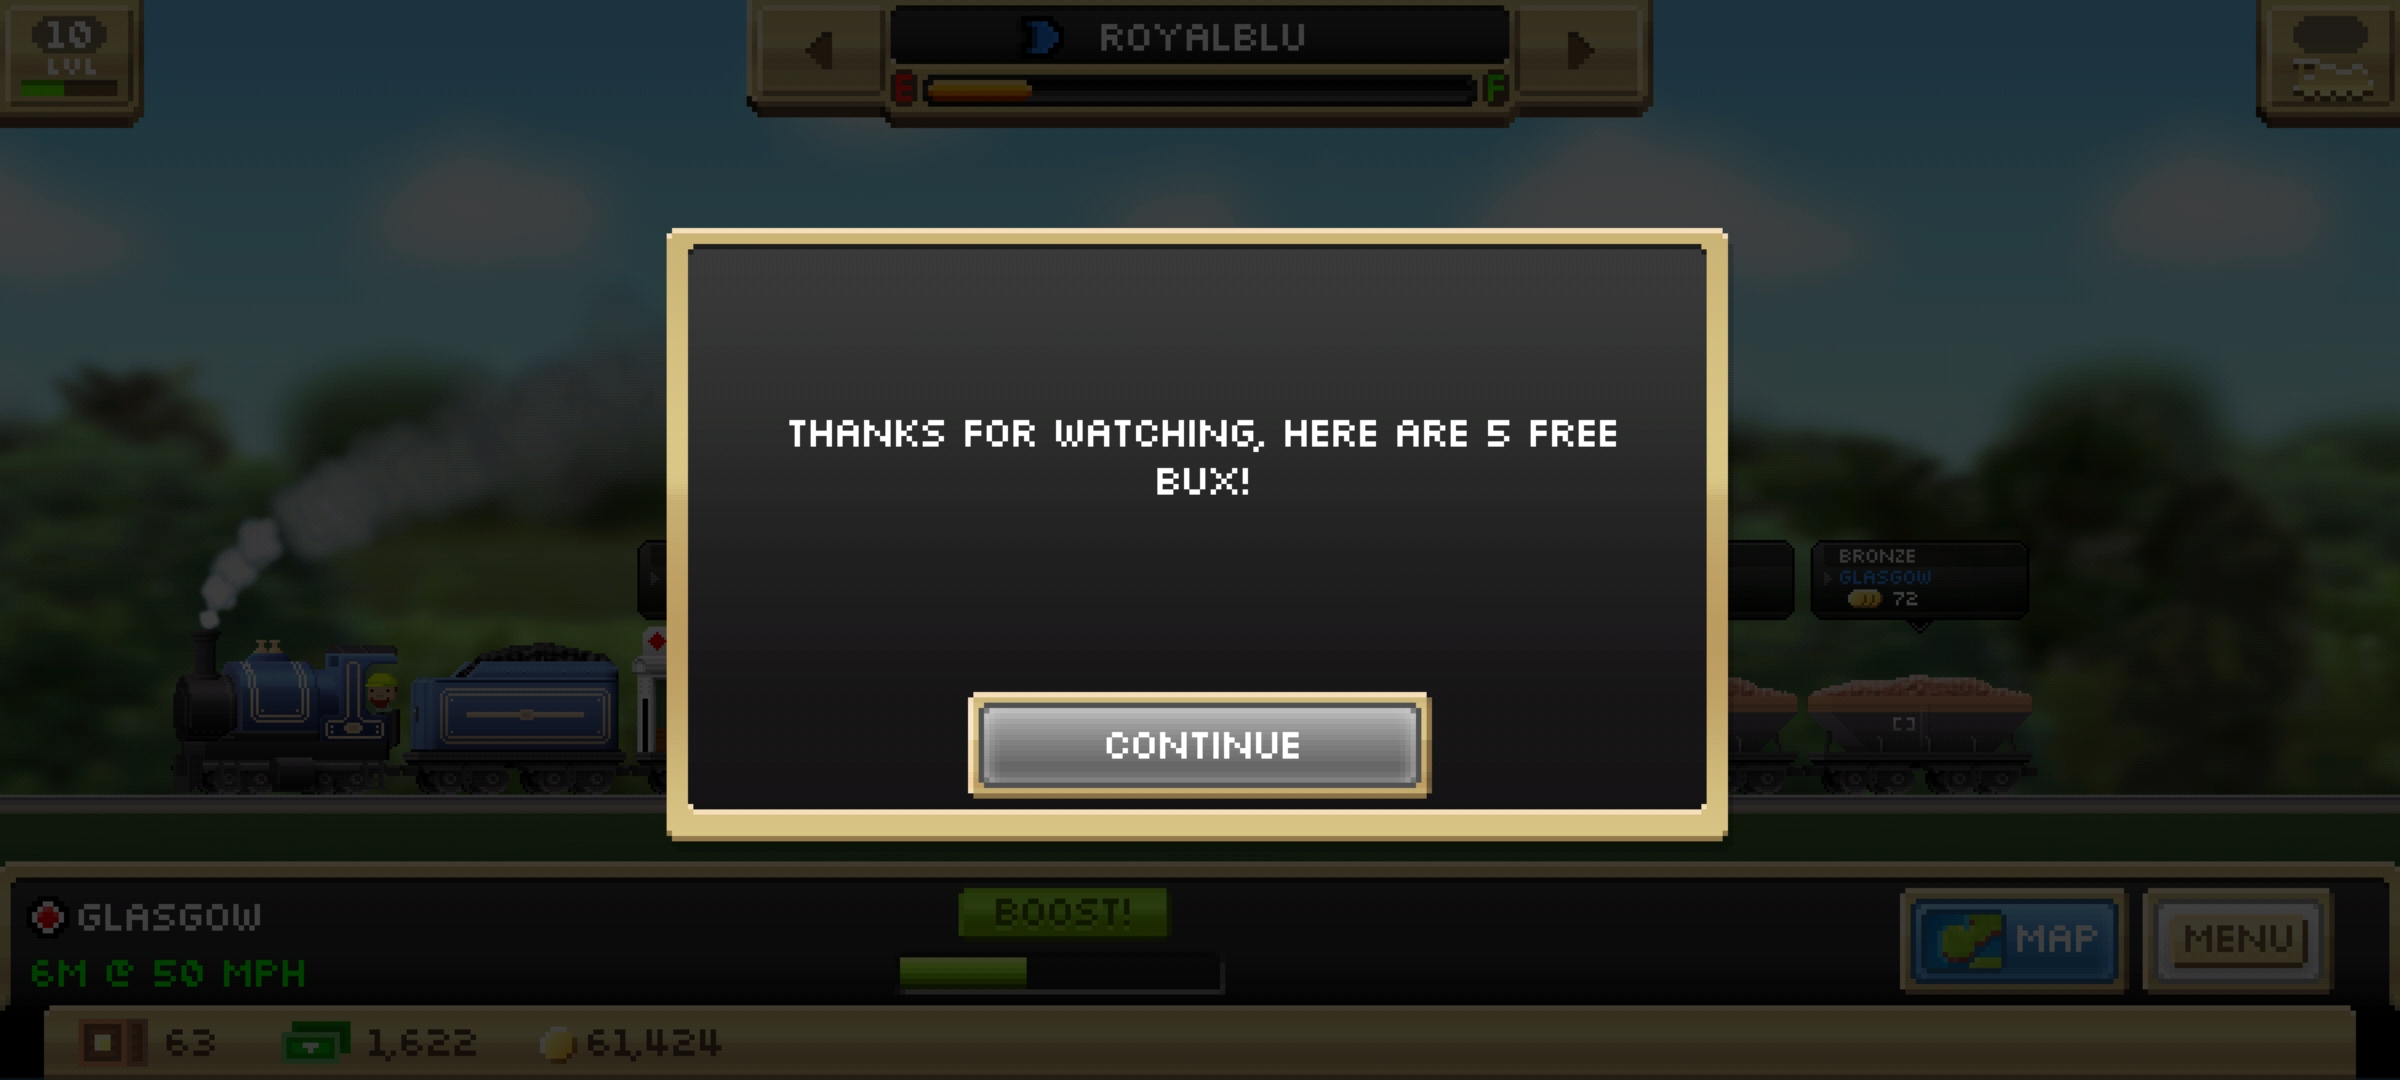 10
LVL
ROYALBLU
E F
THANKS FOR WATCHING, HERE ARE 5 FREE
BUX!
CONTINUE
BRONZE
GLASGOW
72
GLASGOW
6M @ 50 MPH
BOOST!
MAP
MENU
63 1,622 61,424